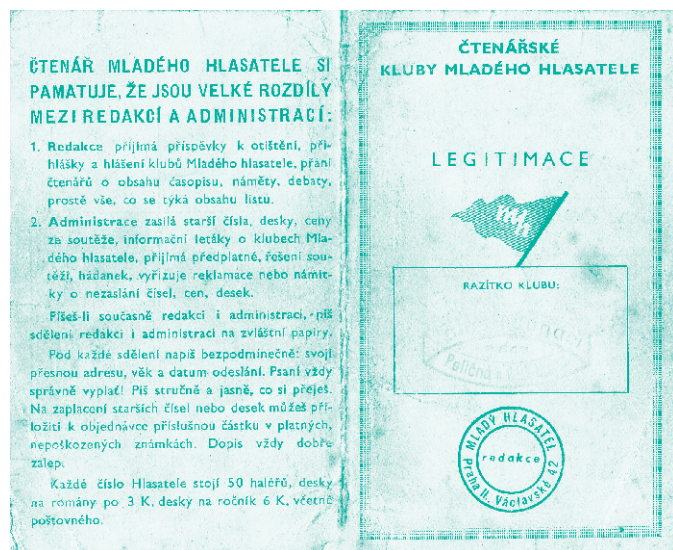 ČTENÁŘ MLADÉHO HLASATELE SI
PAMATUJE, ŽE JSOU VELKÉ ROZDÍLY
MEZI REDAKCÍ A ADMINISTRACÍ:
1. Redakce přijímá příspěvky k otištění, při-
hlášky a hlášení klubů Mladého hlasatele, přání
čtenářů o obsahu časopisu, náměty, debaty,
prostě vše, co se týká obsahu listu.
2. Administrace zasílá starší čísla, desky, ceny
za soutěže, informační letáky o klubech Mla-
dého hlasatele, přijímá předplatné, řešení sou-
těží, hádanek, vyřizuje reklamace nebo námit-
ky o nezaslání čísel, cen, desek.
Píšeš-li současně redakci i administraci, piš
sdělení redakci i administraci na zvláštní papíry.
Pod každé sdělení napiš bezpodmínečně: svoji
přesnou adresu, věk a datum odeslání. Psaní vždy
správně vyplať! Piš stručně a jasně, co si přeješ.
Na zaplacení starších čísel nebo desek můžeš při-
ložiti k objednávce příslušnou částku v platných,
nepoškozených známkách. Dopis vždy dobře
zalep.
Každé číslo Hlasatele stojí 50 haléřů, desky
na romány po 3 K, desky na ročník 6 K, včetně
poštovného.
ČTENÁŘSKÉ
KLUBY MLADÉHO HLASATELE
LEGITIMACE
mh
RAZÍTKO KLUBU:
Poličná
MLADÝ HLASATEL
redakce
Praha II. Václavské 42